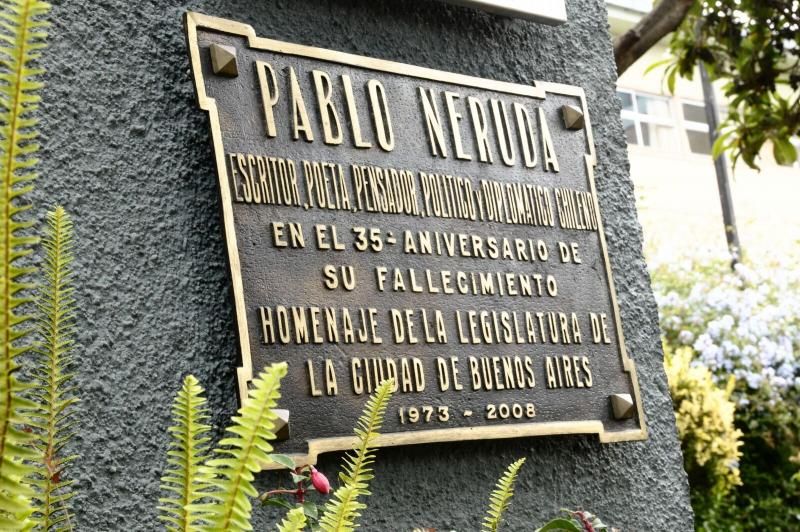 PABLO NERUDA
ESCRITOR, POETA, PENSADOR, POLITICO Y DIPLOMATICO CHILENO
EN EL 35º ANIVERSARIO DE
SU FALLECIMIENTO
HOMENAJE DE LA LEGISLATURA DE
LA CIUDAD DE BUENOS AIRES
1973 - 2008